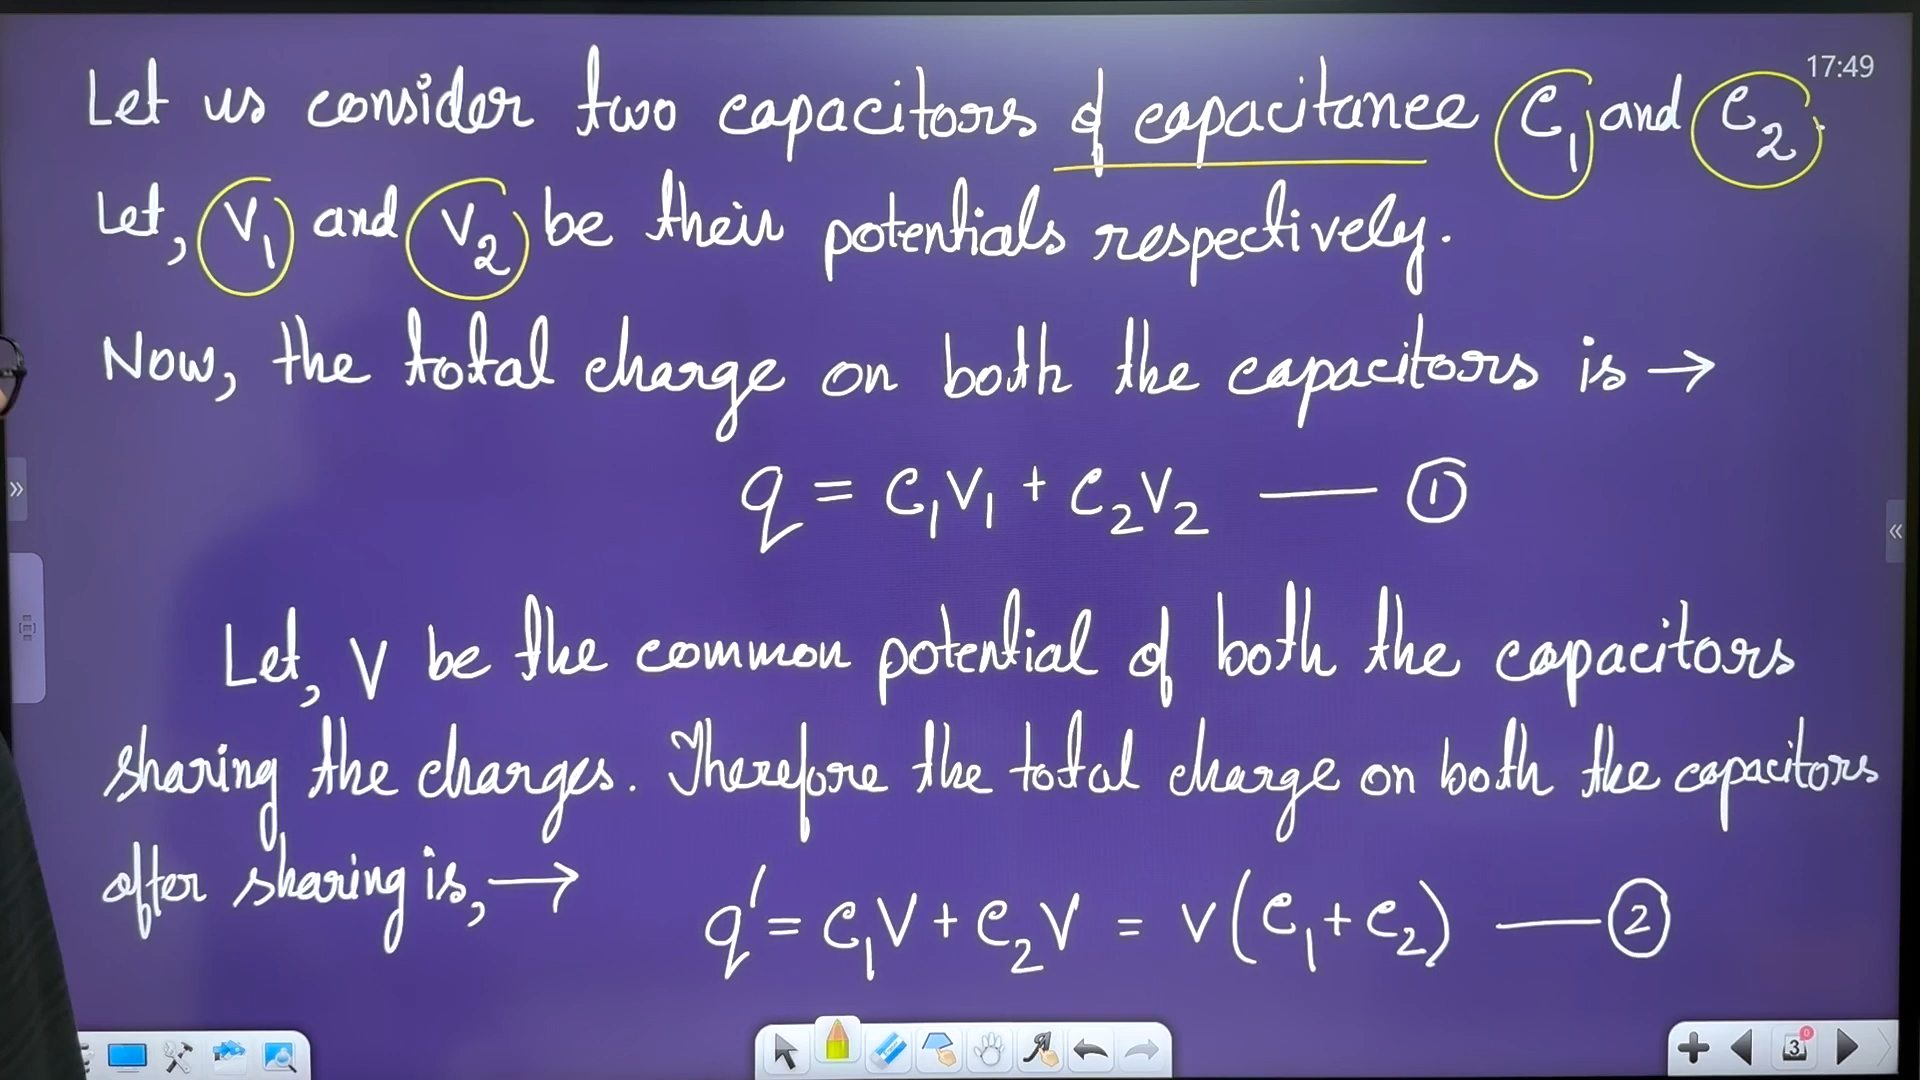 17:49
Let us consider two capacitors of capacitance C₁ and C₂.
Let, V₁ and V₂ be their potentials respectively.
Now, the total charge on both the capacitors is →
q = C₁V₁ + C₂V₂ — ①
Let, V be the common potential of both the capacitors
sharing the charges. Therefore the total charge on both the capacitors
after sharing is, →
q' = C₁V + C₂V = V(C₁+C₂) — ②
3
0